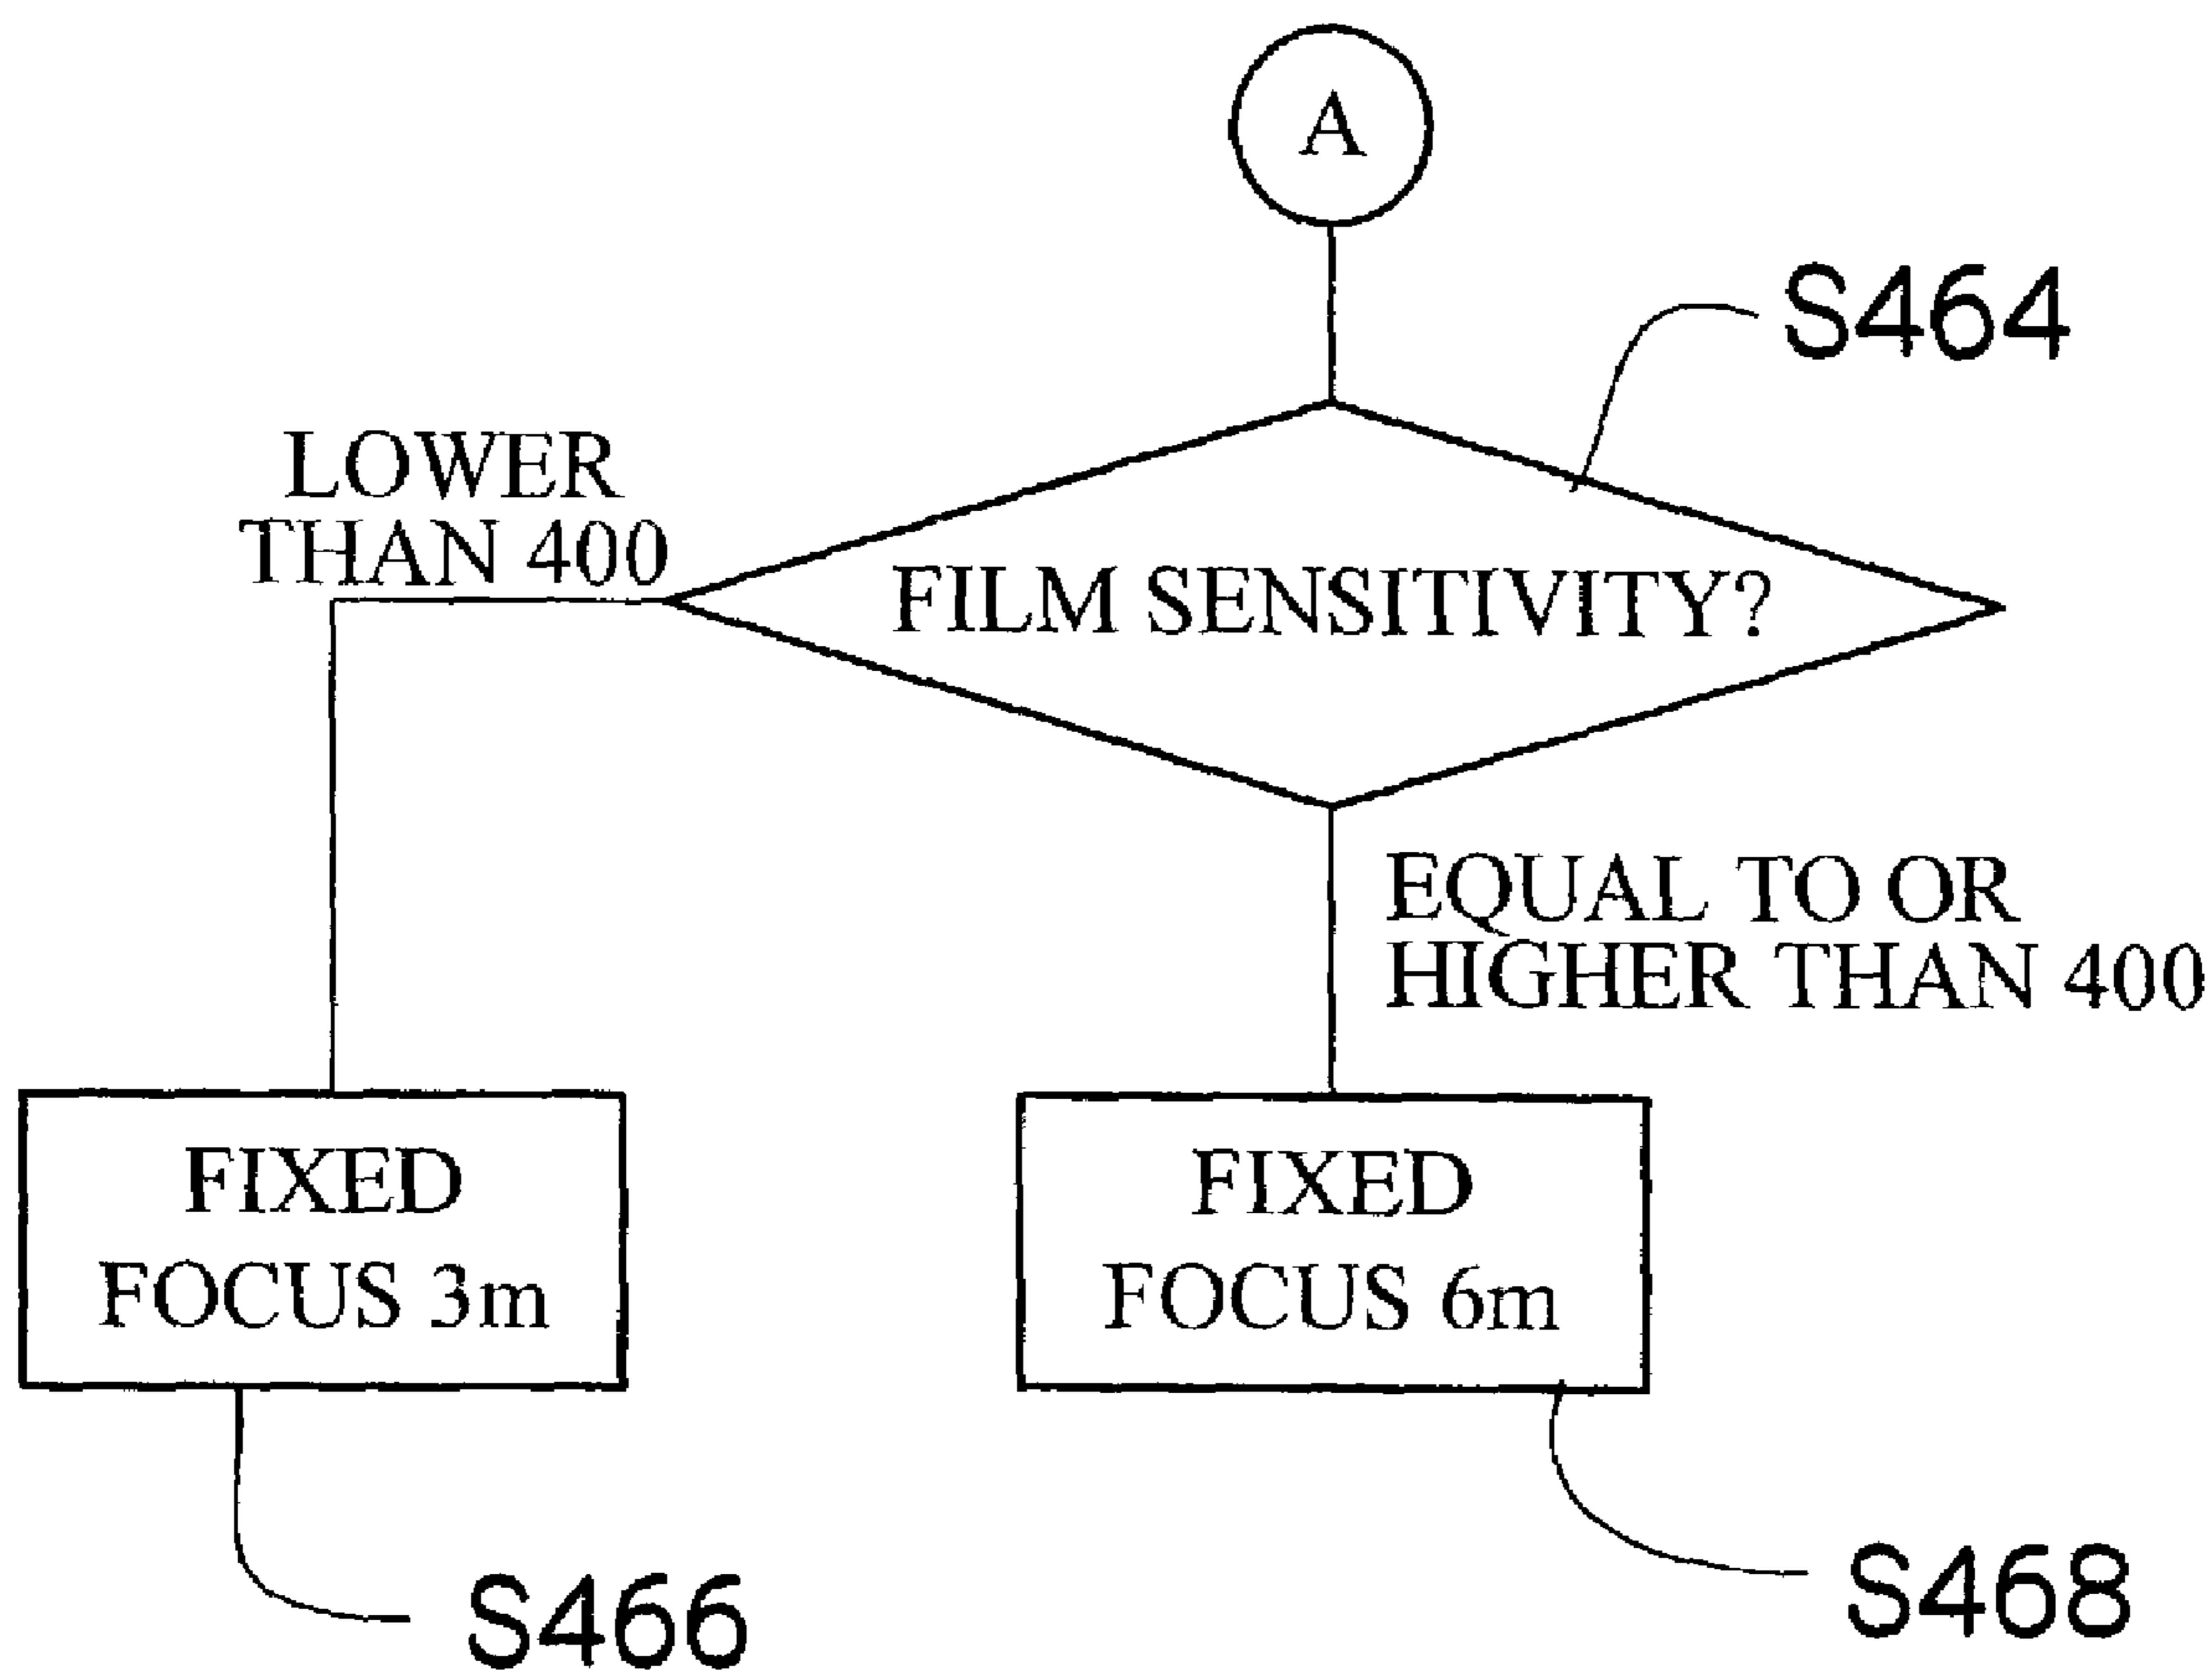 A
S464
LOWER
THAN 400
FILM SENSITIVITY?
EQUAL TO OR
HIGHER THAN 400
FIXED
FOCUS 3m
FIXED
FOCUS 6m
S466
S468